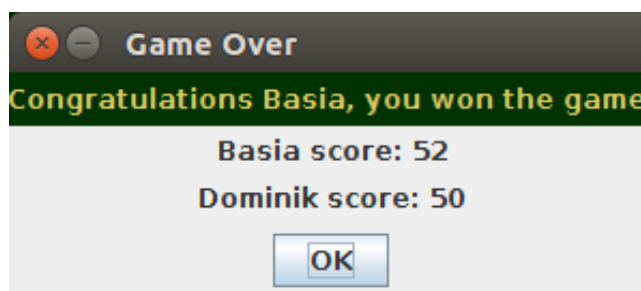 Game Over
Congratulations Basia, you won the game
Basia score: 52
Dominik score: 50
OK